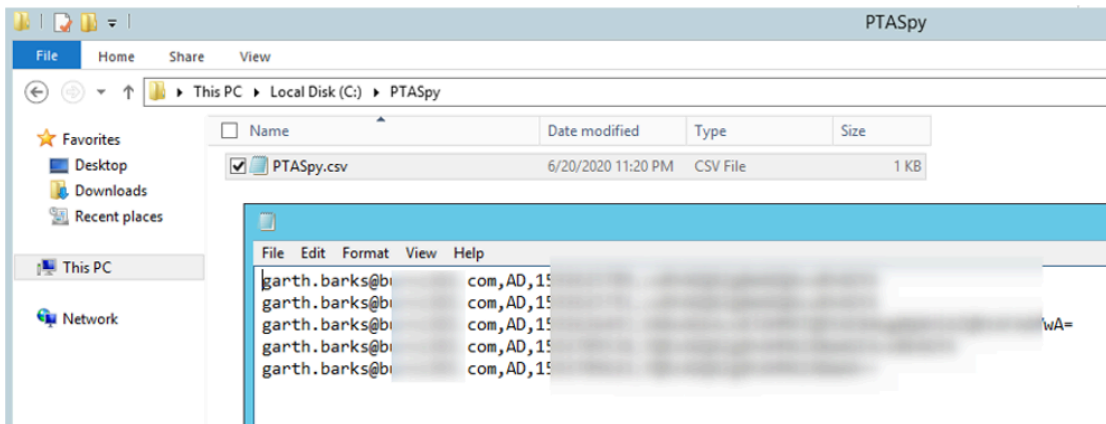 PTASpy
File Home Share View
This PC Local Disk (C:) PTASpy
Name Date modified Type Size
Favorites
PTASpy.csv 6/20/2020 11:20 PM CSV File 1 KB
Desktop
Downloads
Recent places
File Edit Format View Help
This PC
garth.barks@b com,AD,15
garth.barks@b com,AD,15
garth.barks@b com,AD,15 wA=
Network
garth.barks@b com,AD,15
garth.barks@b com,AD,15